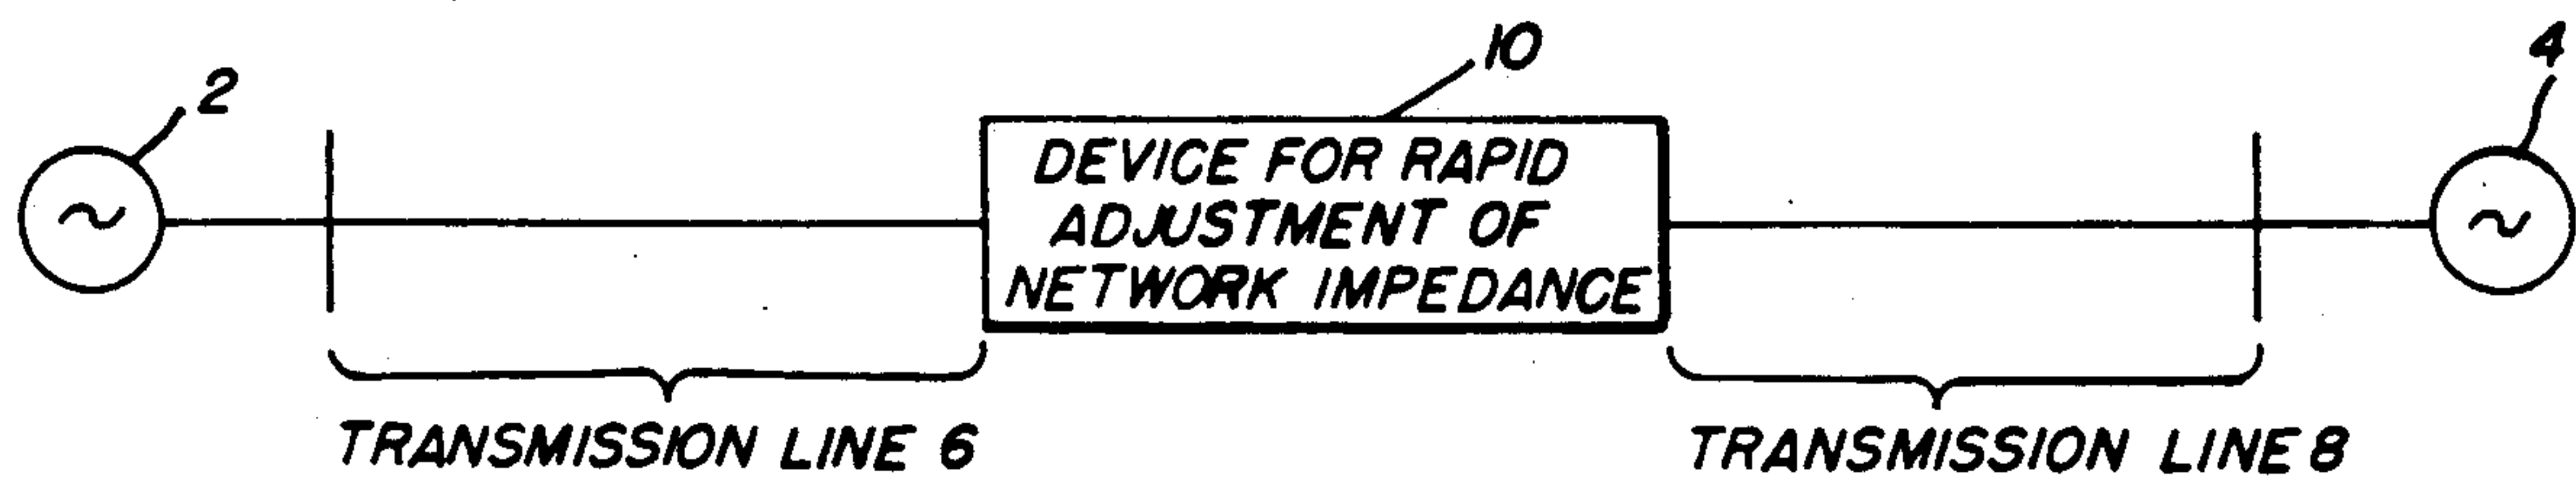 10
4
2
DEVICE FOR RAPID
ADJUSTMENT OF
NETWORK IMPEDANCE
TRANSMISSION LINE 6
TRANSMISSION LINE 8